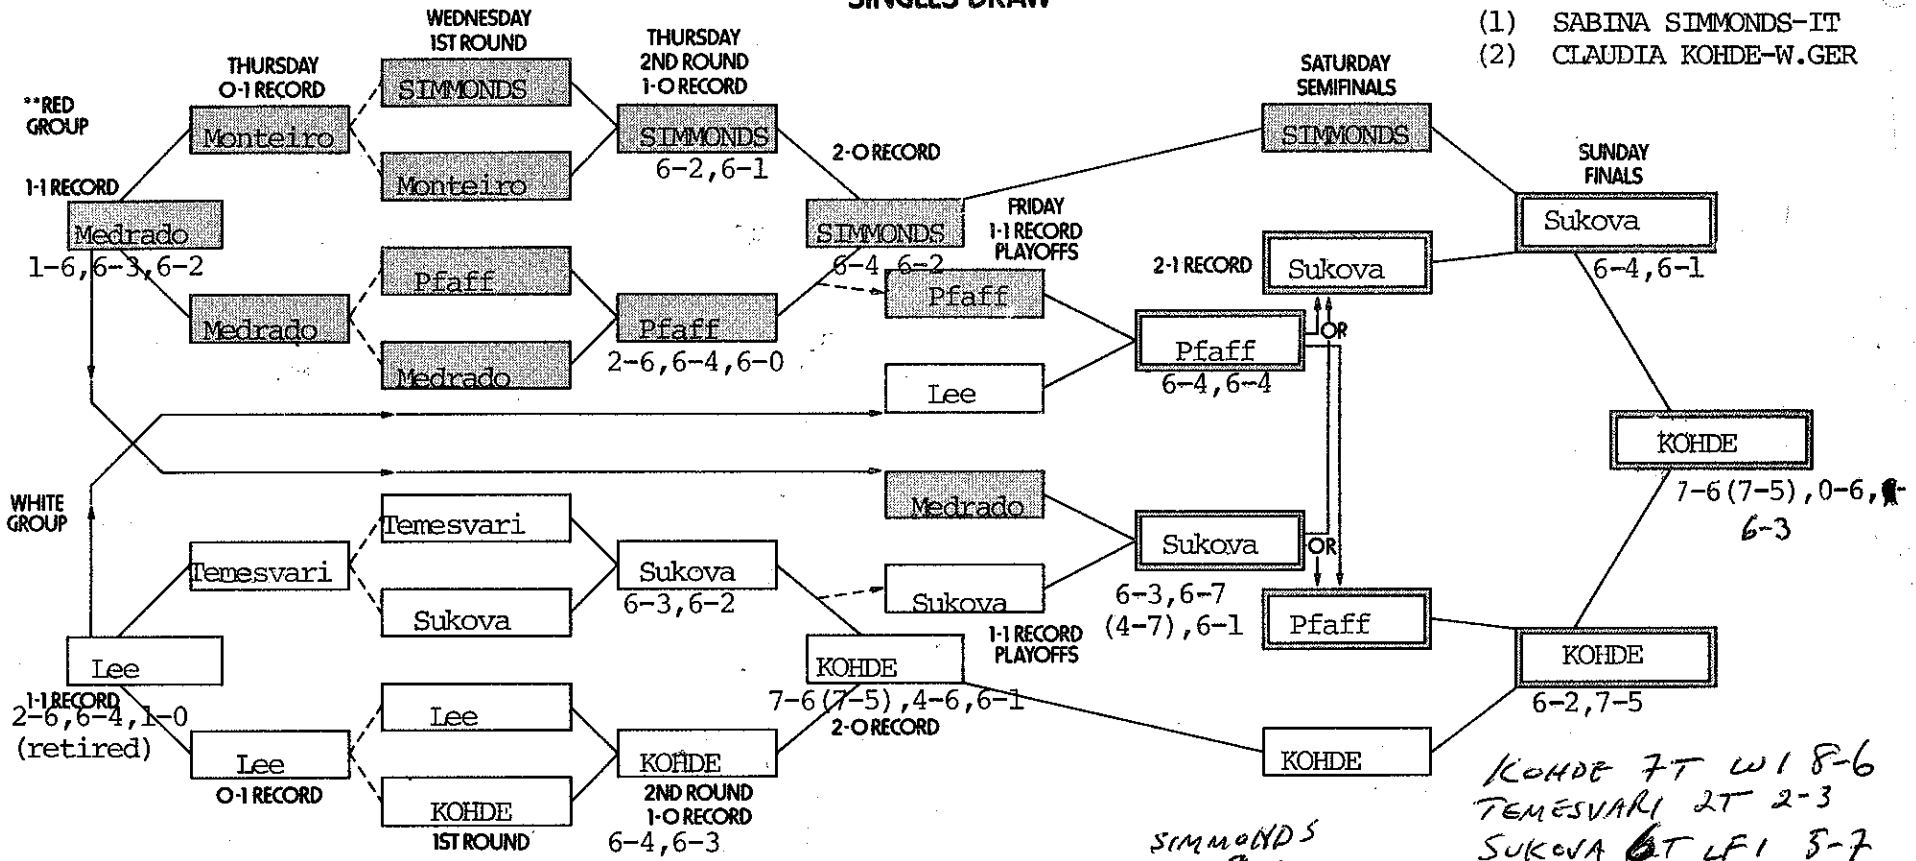 SINGLES DRAW
(1) SABINA SIMMONDS-IT
(2) CLAUDIA KOHDE-W.GER
WEDNESDAY
1ST ROUND
THURSDAY
2ND ROUND
1-0 RECORD
THURSDAY
0-1 RECORD
SATURDAY
SEMIFINALS
**RED
GROUP
SIMMONDS
Monteiro
SIMMONDS
6-2,6-1
SIMMONDS
2-0 RECORD
SUNDAY
FINALS
1-1 RECORD
Monteiro
Medrado
1-6,6-3,6-2
SIMMONDS
6-4,6-2
FRIDAY
1-1 RECORD
PLAYOFFS
Sukova
6-4,6-1
2-1 RECORD
Sukova
Pfaff
Pfaff
Medrado
Pfaff
2-6,6-4,6-0
OR
Pfaff
6-4,6-4
Medrado
Lee
KOHDE
7-6(7-5),0-6,
6-3
WHITE
GROUP
Medrado
Temesvari
Sukova
OR
6-3,6-7
(4-7),6-1
Temesvari
Sukova
6-3,6-2
Sukova
Sukova
1-1 RECORD
PLAYOFFS
Pfaff
Lee
1-1 RECORD
2-6,6-4,1-0
(retired)
KOHDE
7-6(7-5),4-6,6-1
2-0 RECORD
KOHDE
6-2,7-5
Lee
Lee
0-1 RECORD
KOHDE
2ND ROUND
1-0 RECORD
6-4,6-3
KOHDE
KOHDE
1ST ROUND
KOHDE 7T W1 8-6
TEMESVARI 2T 2-3
SUKOVA 6T LF1 5-7
SIMMONDS